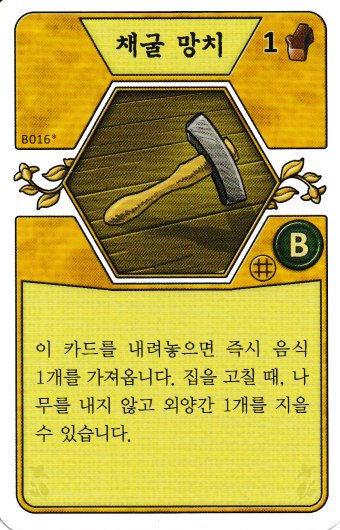 채굴 망치
1
B016*
B
이 카드를 내려놓으면 즉시 음식
1개를 가져옵니다. 집을 고칠 때, 나
무를 내지 않고 외양간 1개를 지을
수 있습니다.